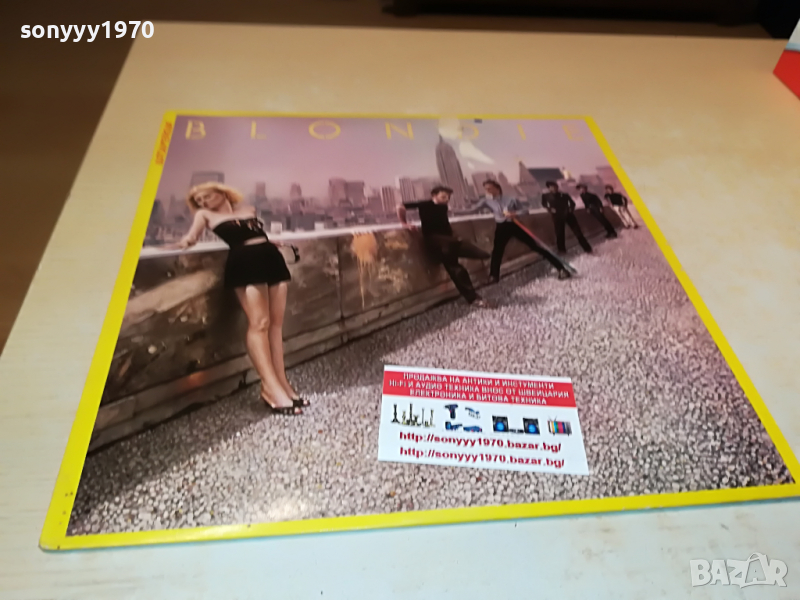 sonyyy1970
BLONDIE
ПРОДАЖБА НА АНТИКИ И ИНСТУМЕНТИ
HI-FI И АУДИО ТЕХНИКА ВНОС ОТ ШВЕЙЦАРИЯ
ЕЛЕКТРОНИКА И БИТОВА ТЕХНИКА
http://sonyyy1970.bazar.bg/
http://sonyyy1970.bazar.bg/
BAZAR